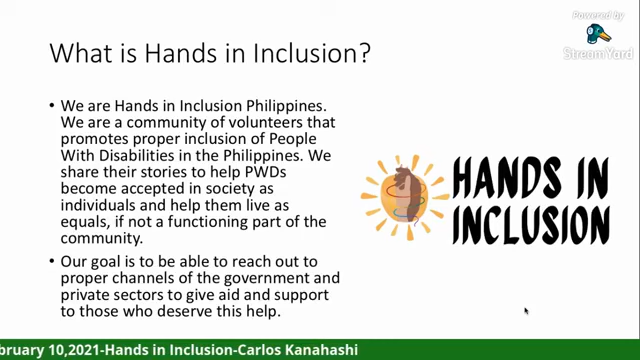 Powered by
StreamYard
What is Hands in Inclusion?
• We are Hands in Inclusion Philippines.
We are a community of volunteers that
promotes proper inclusion of People
With Disabilities in the Philippines. We
share their stories to help PWDs
become accepted in society as
individuals and help them live as
equals, if not a functioning part of the
community.
• Our goal is to be able to reach out to
proper channels of the government and
private sectors to give aid and support
to those who deserve this help.
HANDS IN
INCLUSION
bruary 10,2021-Hands in Inclusion-Carlos Kanahashi